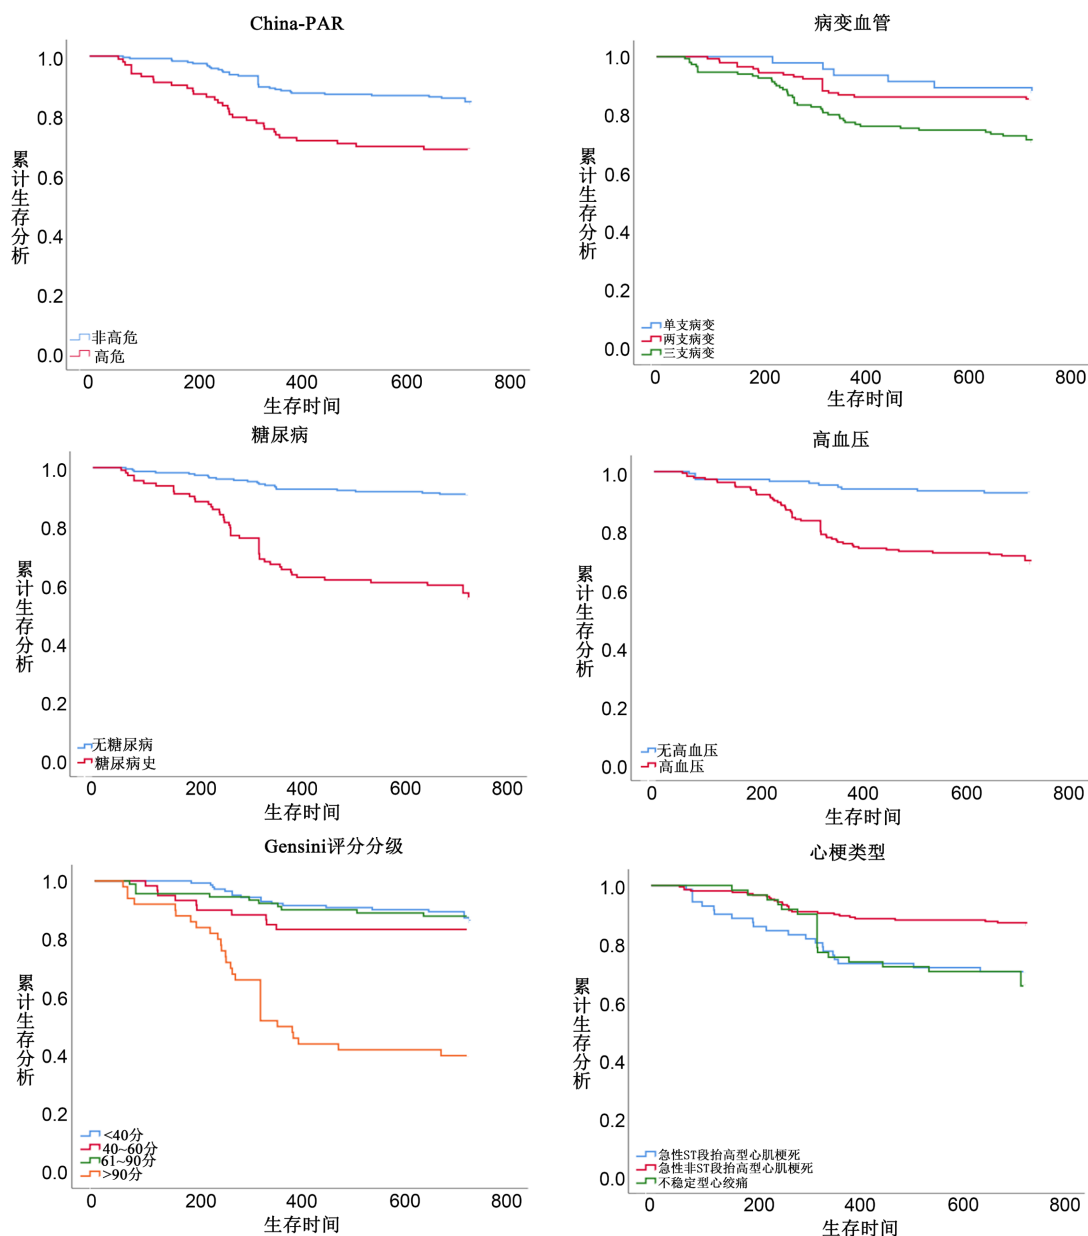 China-PAR
1.0
0.8
0.6
0.4
0.2
0.0
累计生存分析
非高危
高危
0 200 400 600 800
生存时间
病变血管
1.0
0.8
0.6
0.4
0.2
0.0
累计生存分析
单支病变
两支病变
三支病变
0 200 400 600 800
生存时间
糖尿病
1.0
0.8
0.6
0.4
0.2
0.0
累计生存分析
无糖尿病
糖尿病史
0 200 400 600 800
生存时间
高血压
1.0
0.8
0.6
0.4
0.2
0.0
累计生存分析
无高血压
高血压
0 200 400 600 800
生存时间
Gensini评分分级
1.0
0.8
0.6
0.4
0.2
0.0
累计生存分析
<40分
40~60分
61~90分
>90分
0 200 400 600 800
生存时间
心梗类型
1.0
0.8
0.6
0.4
0.2
0.0
累计生存分析
急性ST段抬高型心肌梗死
急性非ST段抬高型心肌梗死
不稳定型心绞痛
0 200 400 600 800
生存时间